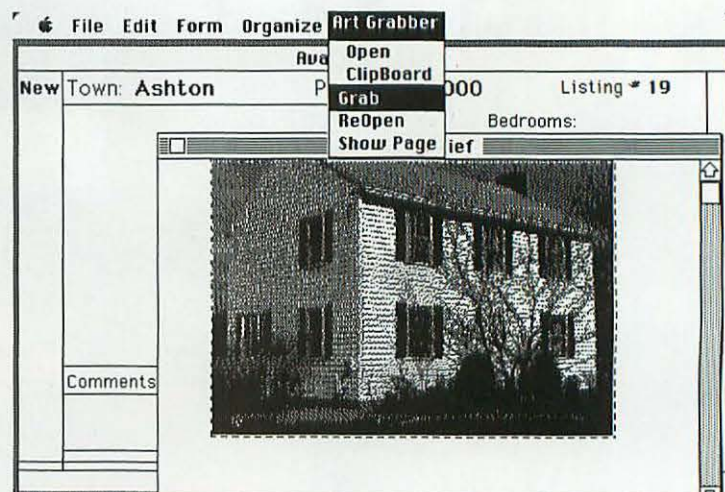 File Edit Form Organize Art Grabber
Open
ClipBoard
Grab
ReOpen
Show Page
Ava
New Town: Ashton P 000 Listing # 19
Bedrooms:
ief
Comments